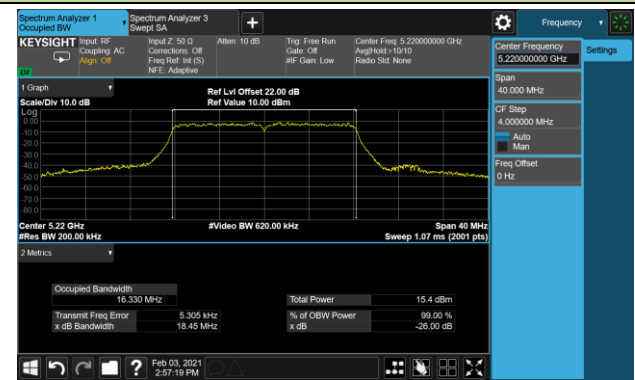 Spectrum Analyzer 1
Occupied BW
Spectrum Analyzer 3
Swept SA
Frequency
KEYSIGHT
Input: RF
Coupling: AC
Align: Off
Input Z: 50 Ω
Corrections: Off
Freq Ref: Int (S)
NFE: Adaptive
Atten: 10 dB
Trig: Free Run
Gate: Off
#IF Gain: Low
Center Freq: 5.220000000 GHz
Avg|Hold:>10/10
Radio Std: None
Center Frequency
5.220000000 GHz
Settings
Span
40.000 MHz
CF Step
4.000000 MHz
Auto
Man
Freq Offset
0 Hz
1 Graph
Scale/Div 10.0 dB
Ref Lvl Offset 22.00 dB
Ref Value 10.00 dBm
Log
0.00
-10.0
-20.0
-30.0
-40.0
-50.0
-60.0
-70.0
-80.0
Center 5.22 GHz
#Res BW 200.00 kHz
#Video BW 620.00 kHz
Span 40 MHz
Sweep 1.07 ms (2001 pts)
2 Metrics
Occupied Bandwidth
16.330 MHz
Total Power 15.4 dBm
Transmit Freq Error 5.305 kHz
% of OBW Power 99.00 %
x dB Bandwidth 18.45 MHz
x dB -26.00 dB
Feb 03, 2021
2:57:19 PM